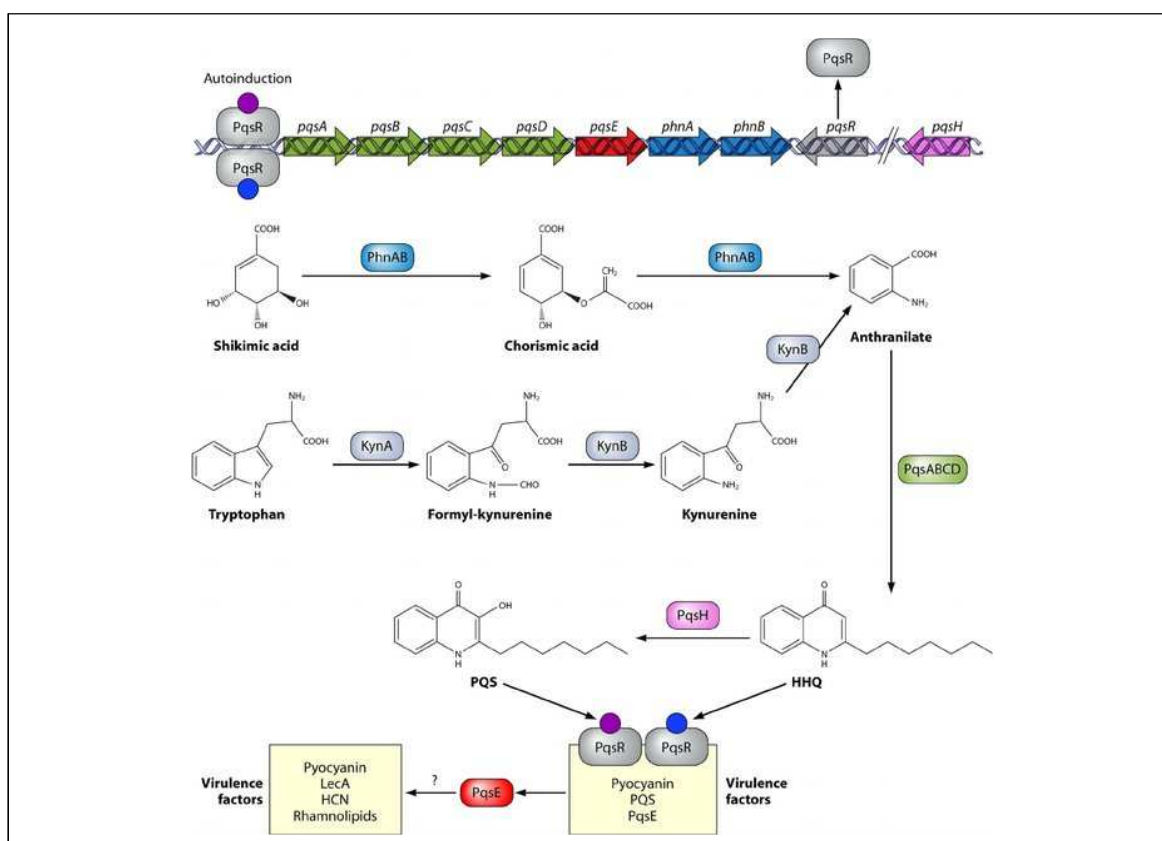 PqsR
Autoinduction
PqsR
pqsA
pqsB
pqsC
pqsD
pqsE
phnA
phnB
pqsR
pqsH
PqsR
COOH
HO
OH
OH
Shikimic acid
PhnAB
COOH
CH₂
O
COOH
OH
Chorismic acid
PhnAB
COOH
NH₂
Anthranilate
KynB
NH₂
COOH
N
H
Tryptophan
KynA
NH₂
COOH
O
N
H
CHO
Formyl-kynurenine
KynB
NH₂
COOH
O
NH₂
Kynurenine
PqsABCD
O
OH
N
H
PQS
PqsH
O
N
H
HHQ
PqsR
PqsR
Virulence
factors
Pyocyanin
LecA
HCN
Rhamnolipids
?
PqsE
Pyocyanin
PQS
PqsE
Virulence
factors